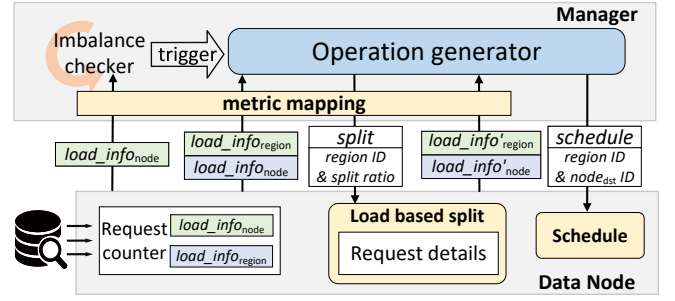 Manager
Imbalance
checker
trigger
Operation generator
metric mapping
load_info_node
load_info_region
load_info_node
split
region ID
& split ratio
load_info'_region
load_info'_node
schedule
region ID
& node_dst ID
Request
counter
load_info_node
load_info_region
Load based split
Request details
Schedule
Data Node